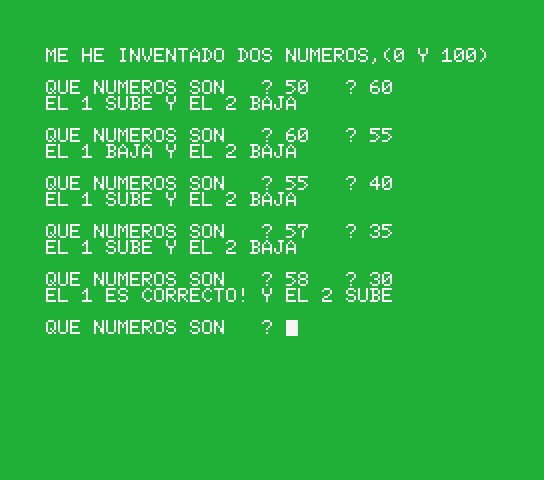 ME HE INVENTADO DOS NUMEROS,(0 Y 100)
QUE NUMEROS SON   ? 50   ? 60
EL 1 SUBE Y EL 2 BAJA
QUE NUMEROS SON   ? 60   ? 55
EL 1 BAJA Y EL 2 BAJA
QUE NUMEROS SON   ? 55   ? 40
EL 1 SUBE Y EL 2 BAJA
QUE NUMEROS SON   ? 57   ? 35
EL 1 SUBE Y EL 2 BAJA
QUE NUMEROS SON   ? 58   ? 30
EL 1 ES CORRECTO! Y EL 2 SUBE
QUE NUMEROS SON   ?